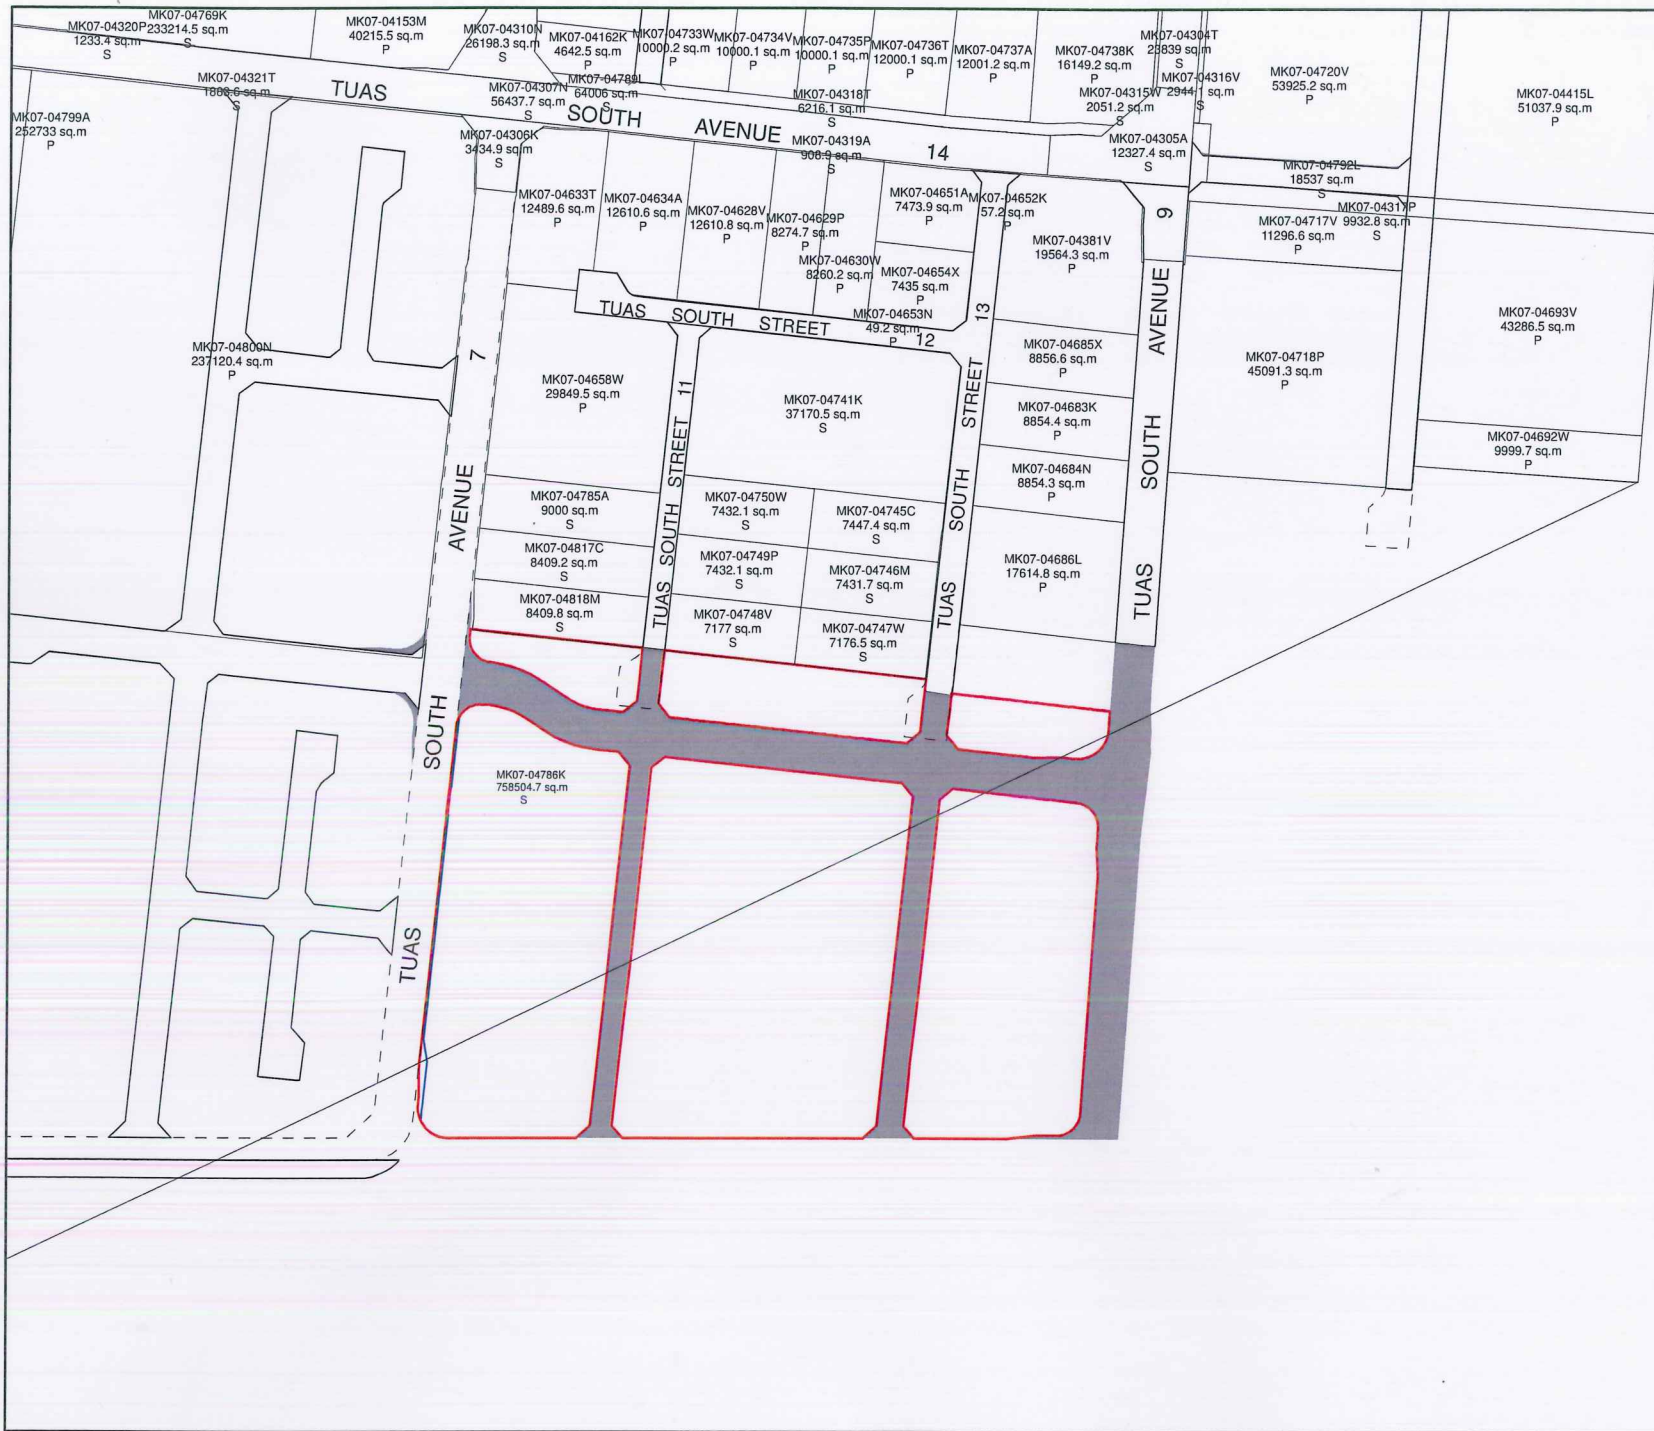 MK07-04769K
233214.5 sq.m
S
MK07-04320P
1233.4 sq.m
S
MK07-04153M
40215.5 sq.m
P
MK07-04310N
26198.3 sq.m
S
MK07-04162K
4642.5 sq.m
P
MK07-04733W
10000.2 sq.m
P
MK07-04734V
10000.1 sq.m
P
MK07-04735P
10000.1 sq.m
P
MK07-04736T
12000.1 sq.m
P
MK07-04737A
12001.2 sq.m
P
MK07-04738K
16149.2 sq.m
P
MK07-04304T
23839 sq.m
S
MK07-04316V
2944.1 sq.m
S
MK07-04720V
53925.2 sq.m
P
MK07-04415L
51037.9 sq.m
P
MK07-04321T
S
MK07-04307N
56437.7 sq.m
S
MK07-04789L
64006 sq.m
S
MK07-04318T
6216.1 sq.m
S
MK07-04315W
2051.2 sq.m
S
TUAS SOUTH AVENUE 14
MK07-04799A
252733 sq.m
P
MK07-04306K
3434.9 sq.m
S
MK07-04319A
908.9 sq.m
S
MK07-04305A
12327.4 sq.m
S
MK07-04792L
18537 sq.m
S
MK07-04633T
12489.6 sq.m
P
MK07-04634A
12610.6 sq.m
P
MK07-04628V
12610.8 sq.m
P
MK07-04629P
8274.7 sq.m
P
MK07-04630W
8260.2 sq.m
P
MK07-04651A
7473.9 sq.m
P
MK07-04652K
57.2 sq.m
P
MK07-04381V
19564.3 sq.m
P
MK07-04717V
11296.6 sq.m
P
MK07-04317P
9932.8 sq.m
S
MK07-04654X
7435 sq.m
P
MK07-04653N
49.2 sq.m
P
TUAS SOUTH STREET 12
MK07-04693V
43286.5 sq.m
P
MK07-04800N
237120.4 sq.m
P
MK07-04658W
29849.5 sq.m
P
MK07-04741K
37170.5 sq.m
S
MK07-04685X
8856.6 sq.m
P
MK07-04718P
45091.3 sq.m
P
MK07-04683K
8854.4 sq.m
P
MK07-04692W
9999.7 sq.m
P
MK07-04684N
8854.3 sq.m
P
MK07-04785A
9000 sq.m
S
MK07-04750W
7432.1 sq.m
S
MK07-04745C
7447.4 sq.m
S
MK07-04817C
8409.2 sq.m
S
MK07-04749P
7432.1 sq.m
S
MK07-04746M
7431.7 sq.m
S
MK07-04686L
17614.8 sq.m
P
MK07-04818M
8409.8 sq.m
S
MK07-04748V
7177 sq.m
S
MK07-04747W
7176.5 sq.m
S
TUAS SOUTH AVENUE 7
TUAS SOUTH STREET 11
TUAS SOUTH STREET 13
TUAS SOUTH AVENUE 9
MK07-04786K
758504.7 sq.m
S